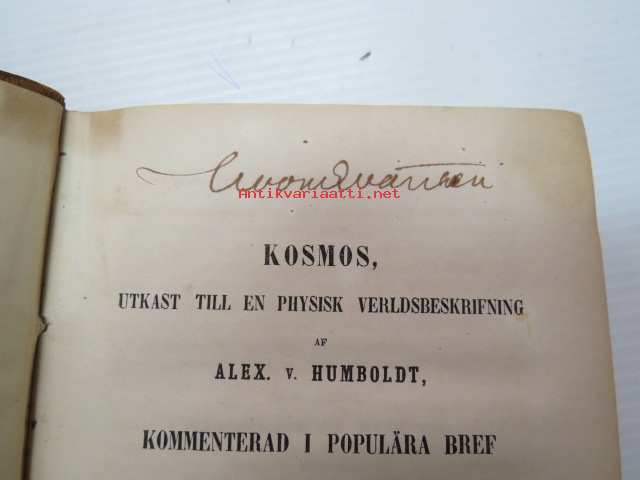 Antikvariaatti.net
KOSMOS,
UTKAST TILL EN PHYSISK VERLDSBESKRIFNING
AF
ALEX. v. HUMBOLDT,
KOMMENTERAD I POPULÄRA BREF